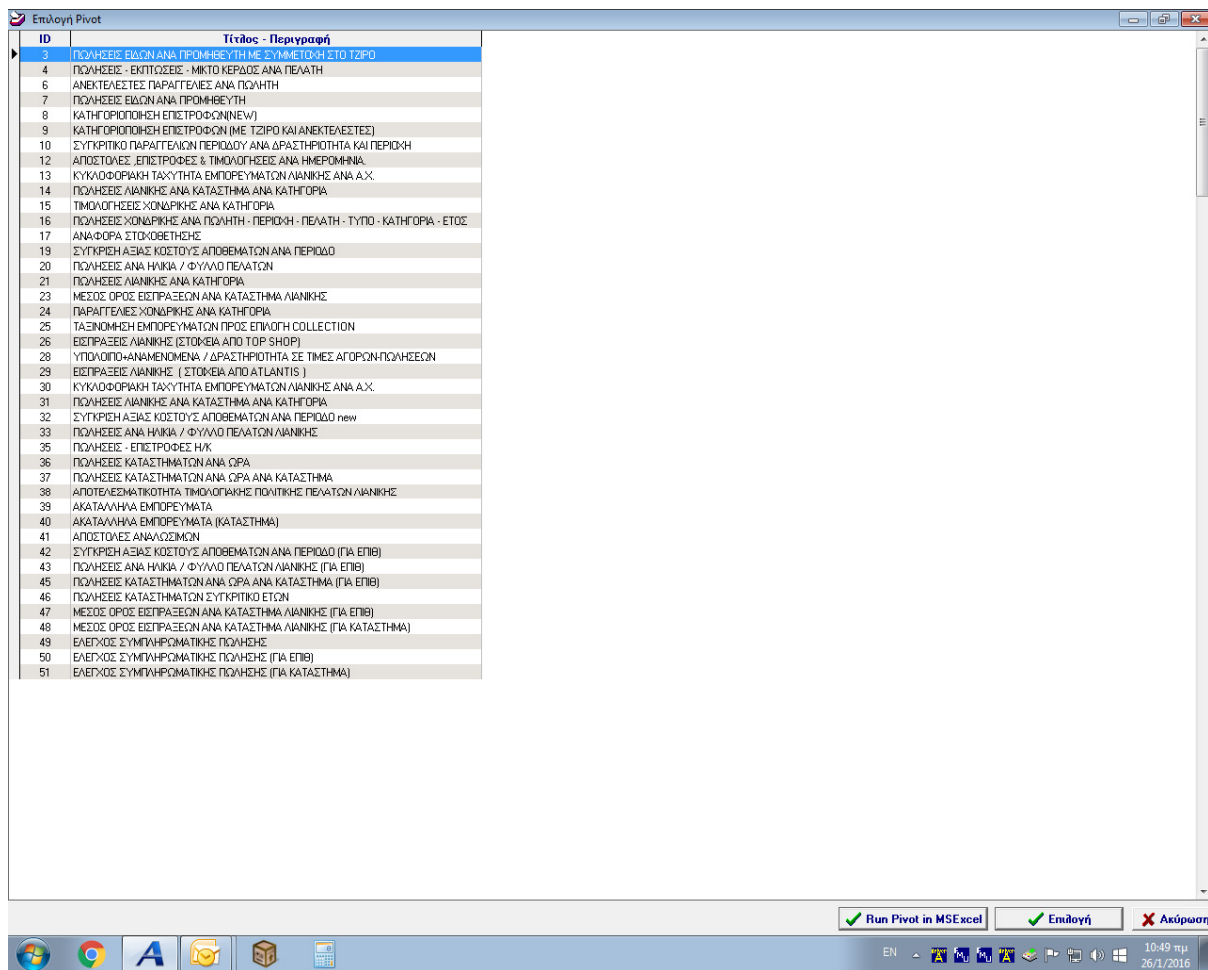 Επιλογή Pivot
ID Τίτλος - Περιγραφή
3 ΠΩΛΗΣΕΙΣ ΕΙΔΩΝ ΑΝΑ ΠΡΟΜΗΘΕΥΤΗ ΜΕ ΣΥΜΜΕΤΟΧΗ ΣΤΟ ΤΖΙΡΟ
4 ΠΩΛΗΣΕΙΣ - ΕΚΠΤΩΣΕΙΣ - ΜΙΚΤΟ ΚΕΡΔΟΣ ΑΝΑ ΠΕΛΑΤΗ
6 ΑΝΕΚΤΕΛΕΣΤΕΣ ΠΑΡΑΓΓΕΛΙΕΣ ΑΝΑ ΠΩΛΗΤΗ
7 ΠΩΛΗΣΕΙΣ ΕΙΔΩΝ ΑΝΑ ΠΡΟΜΗΘΕΥΤΗ
8 ΚΑΤΗΓΟΡΙΟΠΟΙΗΣΗ ΕΠΙΣΤΡΟΦΩΝ(NEW)
9 ΚΑΤΗΓΟΡΙΟΠΟΙΗΣΗ ΕΠΙΣΤΡΟΦΩΝ (ΜΕ ΤΖΙΡΟ ΚΑΙ ΑΝΕΚΤΕΛΕΣΤΕΣ)
10 ΣΥΓΚΡΙΤΙΚΟ ΠΑΡΑΓΓΕΛΙΩΝ ΠΕΡΙΟΔΟΥ ΑΝΑ ΔΡΑΣΤΗΡΙΟΤΗΤΑ ΚΑΙ ΠΕΡΙΟΧΗ
12 ΑΠΟΣΤΟΛΕΣ ,ΕΠΙΣΤΡΟΦΕΣ & ΤΙΜΟΛΟΓΗΣΕΙΣ ΑΝΑ ΗΜΕΡΟΜΗΝΙΑ.
13 ΚΥΚΛΟΦΟΡΙΑΚΗ ΤΑΧΥΤΗΤΑ ΕΜΠΟΡΕΥΜΑΤΩΝ ΛΙΑΝΙΚΗΣ ΑΝΑ Α.Χ.
14 ΠΩΛΗΣΕΙΣ ΛΙΑΝΙΚΗΣ ΑΝΑ ΚΑΤΑΣΤΗΜΑ ΑΝΑ ΚΑΤΗΓΟΡΙΑ
15 ΤΙΜΟΛΟΓΗΣΕΙΣ ΧΟΝΔΡΙΚΗΣ ΑΝΑ ΚΑΤΗΓΟΡΙΑ
16 ΠΩΛΗΣΕΙΣ ΧΟΝΔΡΙΚΗΣ ΑΝΑ ΠΩΛΗΤΗ - ΠΕΡΙΟΧΗ - ΠΕΛΑΤΗ - ΤΥΠΟ - ΚΑΤΗΓΟΡΙΑ - ΕΤΟΣ
17 ΑΝΑΦΟΡΑ ΣΤΟΧΟΘΕΤΗΣΗΣ
19 ΣΥΓΚΡΙΣΗ ΑΞΙΑΣ ΚΟΣΤΟΥΣ ΑΠΟΘΕΜΑΤΩΝ ΑΝΑ ΠΕΡΙΟΔΟ
20 ΠΩΛΗΣΕΙΣ ΑΝΑ ΗΛΙΚΙΑ / ΦΥΛΛΟ ΠΕΛΑΤΩΝ
21 ΠΩΛΗΣΕΙΣ ΛΙΑΝΙΚΗΣ ΑΝΑ ΚΑΤΗΓΟΡΙΑ
23 ΜΕΣΟΣ ΟΡΟΣ ΕΙΣΠΡΑΞΕΩΝ ΑΝΑ ΚΑΤΑΣΤΗΜΑ ΛΙΑΝΙΚΗΣ
24 ΠΑΡΑΓΓΕΛΙΕΣ ΧΟΝΔΡΙΚΗΣ ΑΝΑ ΚΑΤΗΓΟΡΙΑ
25 ΤΑΞΙΝΟΜΗΣΗ ΕΜΠΟΡΕΥΜΑΤΩΝ ΠΡΟΣ ΕΠΙΛΟΓΗ COLLECTION
26 ΕΙΣΠΡΑΞΕΙΣ ΛΙΑΝΙΚΗΣ (ΣΤΟΙΧΕΙΑ ΑΠΟ TOP SHOP)
28 ΥΠΟΛΟΙΠΟ+ΑΝΑΜΕΝΟΜΕΝΑ / ΔΡΑΣΤΗΡΙΟΤΗΤΑ ΣΕ ΤΙΜΕΣ ΑΓΟΡΩΝ-ΠΩΛΗΣΕΩΝ
29 ΕΙΣΠΡΑΞΕΙΣ ΛΙΑΝΙΚΗΣ ( ΣΤΟΙΧΕΙΑ ΑΠΟ ATLANTIS )
30 ΚΥΚΛΟΦΟΡΙΑΚΗ ΤΑΧΥΤΗΤΑ ΕΜΠΟΡΕΥΜΑΤΩΝ ΛΙΑΝΙΚΗΣ ΑΝΑ Α.Χ.
31 ΠΩΛΗΣΕΙΣ ΛΙΑΝΙΚΗΣ ΑΝΑ ΚΑΤΑΣΤΗΜΑ ΑΝΑ ΚΑΤΗΓΟΡΙΑ
32 ΣΥΓΚΡΙΣΗ ΑΞΙΑΣ ΚΟΣΤΟΥΣ ΑΠΟΘΕΜΑΤΩΝ ΑΝΑ ΠΕΡΙΟΔΟ new
33 ΠΩΛΗΣΕΙΣ ΑΝΑ ΗΛΙΚΙΑ / ΦΥΛΛΟ ΠΕΛΑΤΩΝ ΛΙΑΝΙΚΗΣ
35 ΠΩΛΗΣΕΙΣ - ΕΠΙΣΤΡΟΦΕΣ Η/Κ
36 ΠΩΛΗΣΕΙΣ ΚΑΤΑΣΤΗΜΑΤΩΝ ΑΝΑ ΩΡΑ
37 ΠΩΛΗΣΕΙΣ ΚΑΤΑΣΤΗΜΑΤΩΝ ΑΝΑ ΩΡΑ ΑΝΑ ΚΑΤΑΣΤΗΜΑ
38 ΑΠΟΤΕΛΕΣΜΑΤΙΚΟΤΗΤΑ ΤΙΜΟΛΟΓΙΑΚΗΣ ΠΟΛΙΤΙΚΗΣ ΠΕΛΑΤΩΝ ΛΙΑΝΙΚΗΣ
39 ΑΚΑΤΑΛΛΗΛΑ ΕΜΠΟΡΕΥΜΑΤΑ
40 ΑΚΑΤΑΛΛΗΛΑ ΕΜΠΟΡΕΥΜΑΤΑ (ΚΑΤΑΣΤΗΜΑ)
41 ΑΠΟΣΤΟΛΕΣ ΑΝΑΛΩΣΙΜΩΝ
42 ΣΥΓΚΡΙΣΗ ΑΞΙΑΣ ΚΟΣΤΟΥΣ ΑΠΟΘΕΜΑΤΩΝ ΑΝΑ ΠΕΡΙΟΔΟ (ΓΙΑ ΕΠΙΘ)
43 ΠΩΛΗΣΕΙΣ ΑΝΑ ΗΛΙΚΙΑ / ΦΥΛΛΟ ΠΕΛΑΤΩΝ ΛΙΑΝΙΚΗΣ (ΓΙΑ ΕΠΙΘ)
45 ΠΩΛΗΣΕΙΣ ΚΑΤΑΣΤΗΜΑΤΩΝ ΑΝΑ ΩΡΑ ΑΝΑ ΚΑΤΑΣΤΗΜΑ (ΓΙΑ ΕΠΙΘ)
46 ΠΩΛΗΣΕΙΣ ΚΑΤΑΣΤΗΜΑΤΩΝ ΣΥΓΚΡΙΤΙΚΟ ΕΤΩΝ
47 ΜΕΣΟΣ ΟΡΟΣ ΕΙΣΠΡΑΞΕΩΝ ΑΝΑ ΚΑΤΑΣΤΗΜΑ ΛΙΑΝΙΚΗΣ (ΓΙΑ ΕΠΙΘ)
48 ΜΕΣΟΣ ΟΡΟΣ ΕΙΣΠΡΑΞΕΩΝ ΑΝΑ ΚΑΤΑΣΤΗΜΑ ΛΙΑΝΙΚΗΣ (ΓΙΑ ΚΑΤΑΣΤΗΜΑ)
49 ΕΛΕΓΧΟΣ ΣΥΜΠΛΗΡΩΜΑΤΙΚΗΣ ΠΩΛΗΣΗΣ
50 ΕΛΕΓΧΟΣ ΣΥΜΠΛΗΡΩΜΑΤΙΚΗΣ ΠΩΛΗΣΗΣ (ΓΙΑ ΕΠΙΘ)
51 ΕΛΕΓΧΟΣ ΣΥΜΠΛΗΡΩΜΑΤΙΚΗΣ ΠΩΛΗΣΗΣ (ΓΙΑ ΚΑΤΑΣΤΗΜΑ)
Run Pivot in MSExcel Επιλογή Ακύρωση
EN 10:49 πμ
26/1/2016